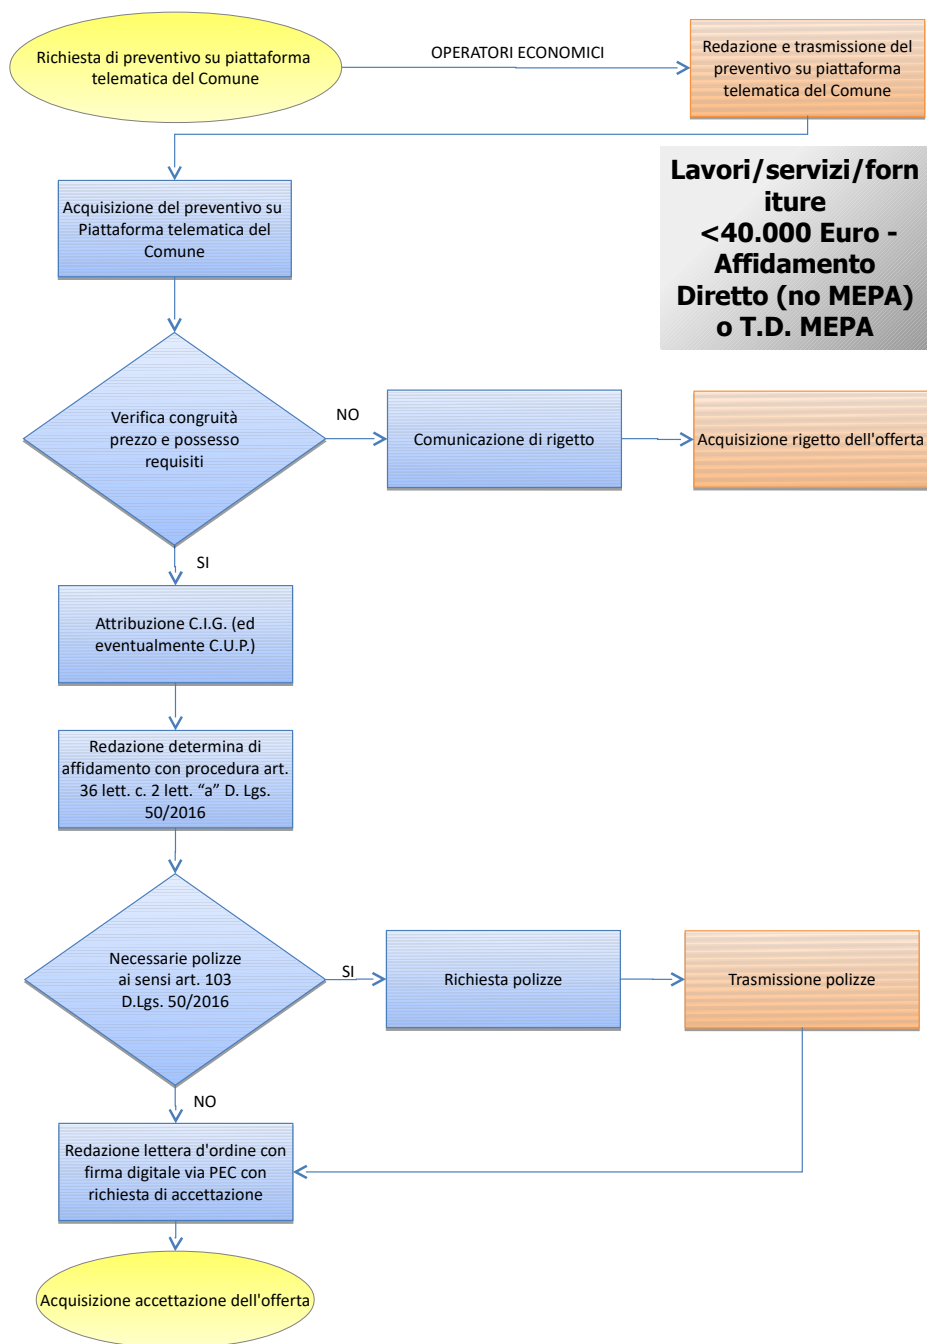 Richiesta di preventivo su piattaforma
telematica del Comune
OPERATORI ECONOMICI
Redazione e trasmissione del
preventivo su piattaforma
telematica del Comune
Lavori/servizi/forn
iture
<40.000 Euro -
Affidamento
Diretto (no MEPA)
o T.D. MEPA
Acquisizione del preventivo su
Piattaforma telematica del
Comune
Verifica congruità
prezzo e possesso
requisiti
NO
Comunicazione di rigetto
Acquisizione rigetto dell'offerta
SI
Attribuzione C.I.G. (ed
eventualmente C.U.P.)
Redazione determina di
affidamento con procedura art.
36 lett. c. 2 lett. “a” D. Lgs.
50/2016
Necessarie polizze
ai sensi art. 103
D.Lgs. 50/2016
SI
Richiesta polizze
Trasmissione polizze
NO
Redazione lettera d'ordine con
firma digitale via PEC con
richiesta di accettazione
Acquisizione accettazione dell'offerta